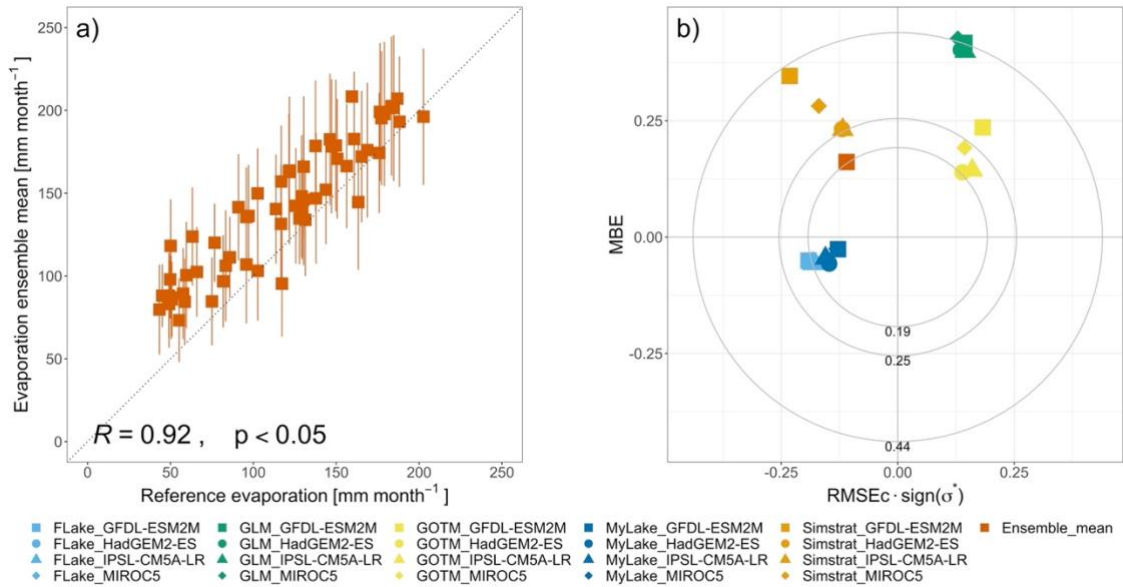 a)
250
200
150
100
50
0
Evaporation ensemble mean [mm month⁻¹]
R = 0.92 , p < 0.05
0 50 100 150 200 250
Reference evaporation [mm month⁻¹]
b)
0.25
0.00
-0.25
MBE
0.19
0.25
0.44
-0.25 0.00 0.25
RMSEc · sign(σ*)
FLake_GFDL-ESM2M GLM_GFDL-ESM2M GOTM_GFDL-ESM2M MyLake_GFDL-ESM2M Simstrat_GFDL-ESM2M Ensemble_mean
FLake_HadGEM2-ES GLM_HadGEM2-ES GOTM_HadGEM2-ES MyLake_HadGEM2-ES Simstrat_HadGEM2-ES
FLake_IPSL-CM5A-LR GLM_IPSL-CM5A-LR GOTM_IPSL-CM5A-LR MyLake_IPSL-CM5A-LR Simstrat_IPSL-CM5A-LR
FLake_MIROC5 GLM_MIROC5 GOTM_MIROC5 MyLake_MIROC5 Simstrat_MIROC5